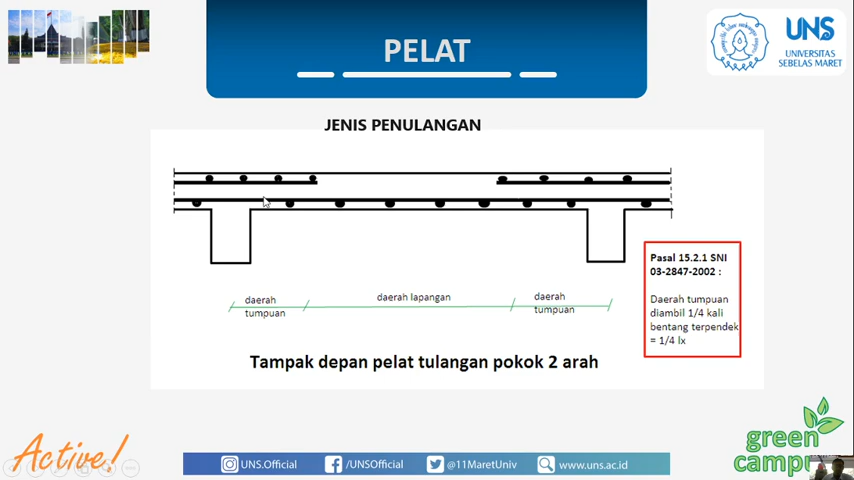 PELAT
UNS
UNIVERSITAS
SEBELAS MARET
JENIS PENULANGAN
daerah
tumpuan
daerah lapangan
daerah
tumpuan
Pasal 15.2.1 SNI
03-2847-2002 :
Daerah tumpuan
diambil 1/4 kali
bentang terpendek
= 1/4 lx
Tampak depan pelat tulangan pokok 2 arah
Active!
UNS.Official
/UNSOfficial
@11MaretUniv
www.uns.ac.id
green